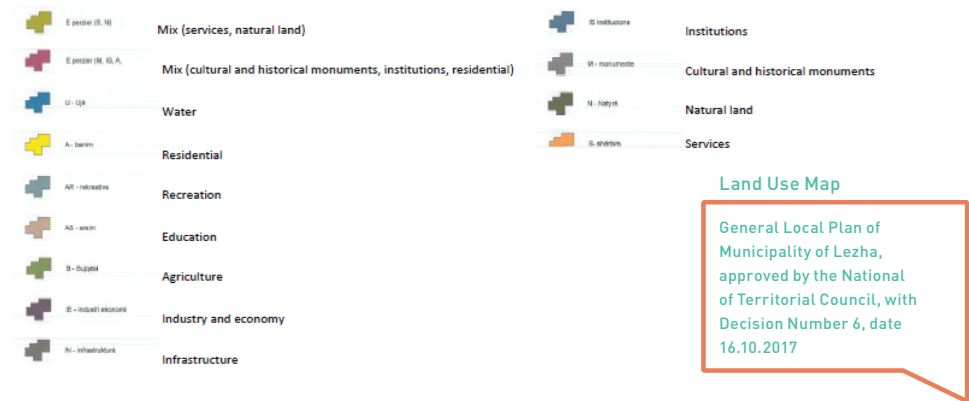 E perzier (S, N) Mix (services, natural land)
E perzier (M, IS, A, Mix (cultural and historical monuments, institutions, residential)
U - Ujë Water
A- banim Residential
AR - rekreative Recreation
AS - arsim Education
B - Bujqësi Agriculture
IE - industri ekonomi Industry and economy
IN - infrastrukturë Infrastructure
IS institucione Institutions
M - monumente Cultural and historical monuments
N - Natyrë Natural land
S- shërbim Services
Land Use Map
General Local Plan of
Municipality of Lezha,
approved by the National
of Territorial Council, with
Decision Number 6, date
16.10.2017